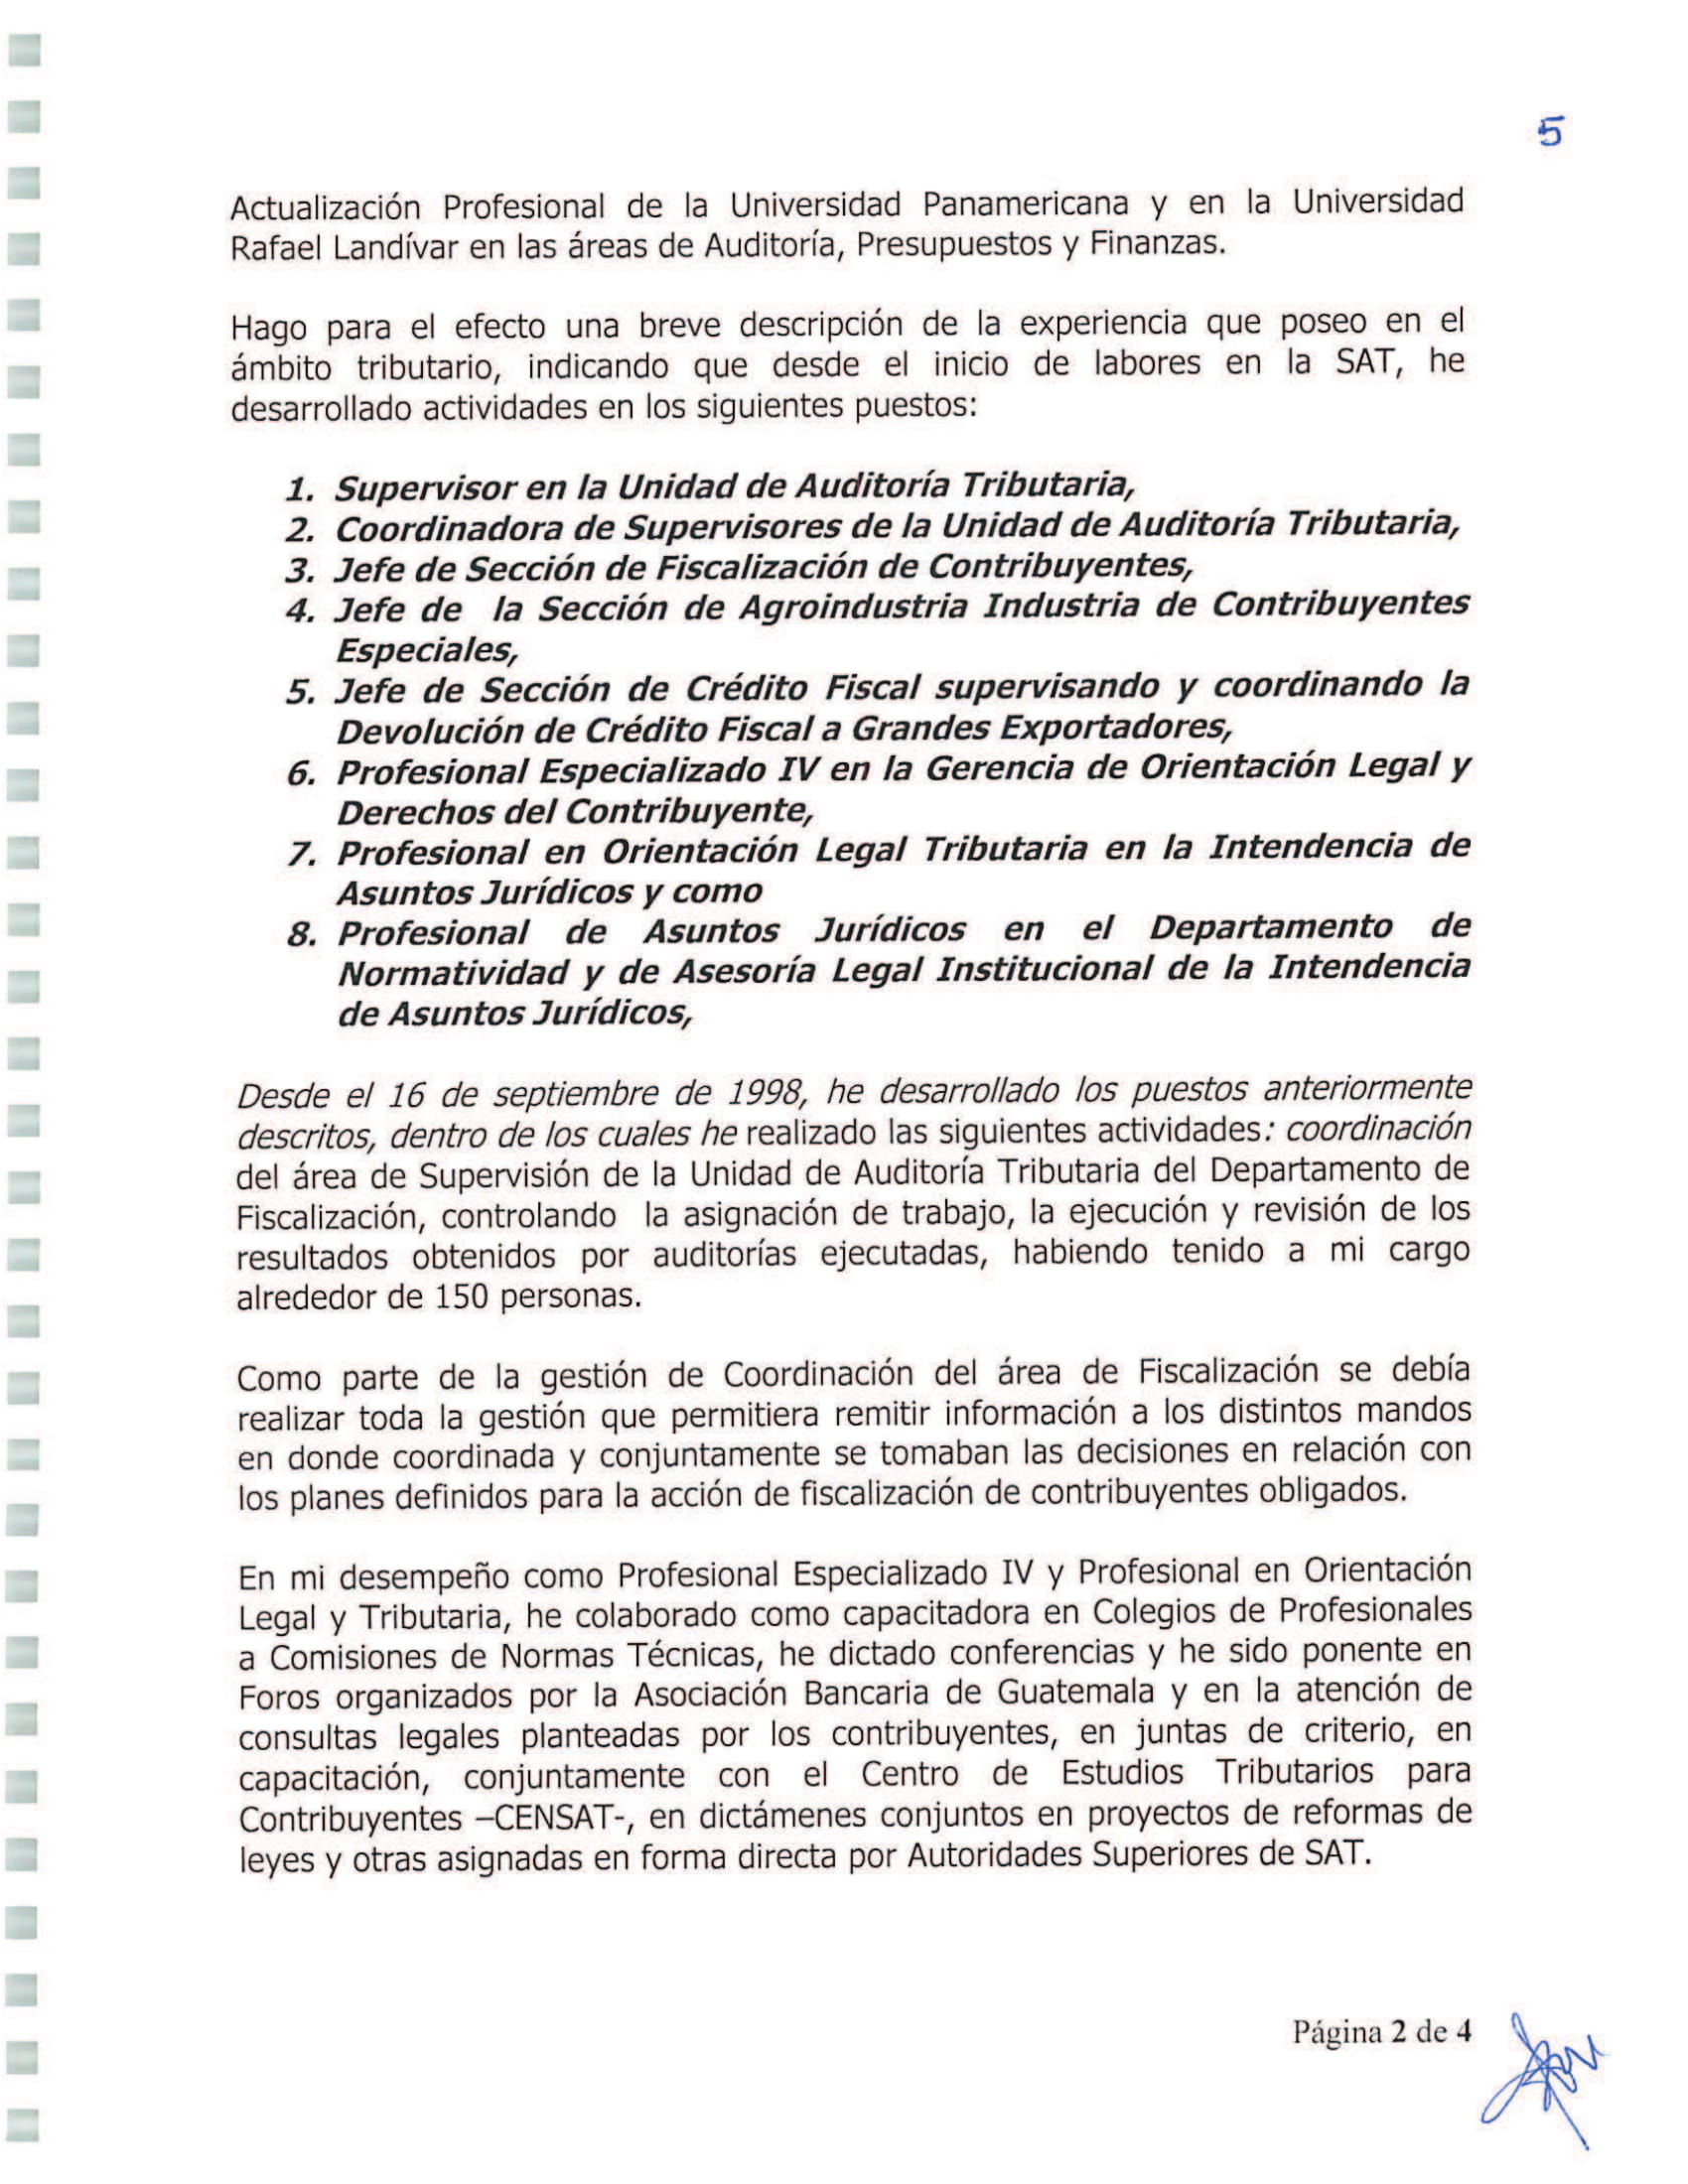 5
Actualización Profesional de la Universidad Panamericana y en la Universidad
Rafael Landívar en las áreas de Auditoría, Presupuestos y Finanzas.
Hago para el efecto una breve descripción de la experiencia que poseo en el
ámbito tributario, indicando que desde el inicio de labores en la SAT, he
desarrollado actividades en los siguientes puestos:
1. Supervisor en la Unidad de Auditoría Tributaria,
2. Coordinadora de Supervisores de la Unidad de Auditoría Tributaria,
3. Jefe de Sección de Fiscalización de Contribuyentes,
4. Jefe de la Sección de Agroindustria Industria de Contribuyentes
Especiales,
5. Jefe de Sección de Crédito Fiscal supervisando y coordinando la
Devolución de Crédito Fiscal a Grandes Exportadores,
6. Profesional Especializado IV en la Gerencia de Orientación Legal y
Derechos del Contribuyente,
7. Profesional en Orientación Legal Tributaria en la Intendencia de
Asuntos Jurídicos y como
8. Profesional de Asuntos Jurídicos en el Departamento de
Normatividad y de Asesoría Legal Institucional de la Intendencia
de Asuntos Jurídicos,
Desde el 16 de septiembre de 1998, he desarrollado los puestos anteriormente
descritos, dentro de los cuales he realizado las siguientes actividades: coordinación
del área de Supervisión de la Unidad de Auditoría Tributaria del Departamento de
Fiscalización, controlando la asignación de trabajo, la ejecución y revisión de los
resultados obtenidos por auditorías ejecutadas, habiendo tenido a mi cargo
alrededor de 150 personas.
Como parte de la gestión de Coordinación del área de Fiscalización se debía
realizar toda la gestión que permitiera remitir información a los distintos mandos
en donde coordinada y conjuntamente se tomaban las decisiones en relación con
los planes definidos para la acción de fiscalización de contribuyentes obligados.
En mi desempeño como Profesional Especializado IV y Profesional en Orientación
Legal y Tributaria, he colaborado como capacitadora en Colegios de Profesionales
a Comisiones de Normas Técnicas, he dictado conferencias y he sido ponente en
Foros organizados por la Asociación Bancaria de Guatemala y en la atención de
consultas legales planteadas por los contribuyentes, en juntas de criterio, en
capacitación, conjuntamente con el Centro de Estudios Tributarios para
Contribuyentes –CENSAT-, en dictámenes conjuntos en proyectos de reformas de
leyes y otras asignadas en forma directa por Autoridades Superiores de SAT.
Página 2 de 4